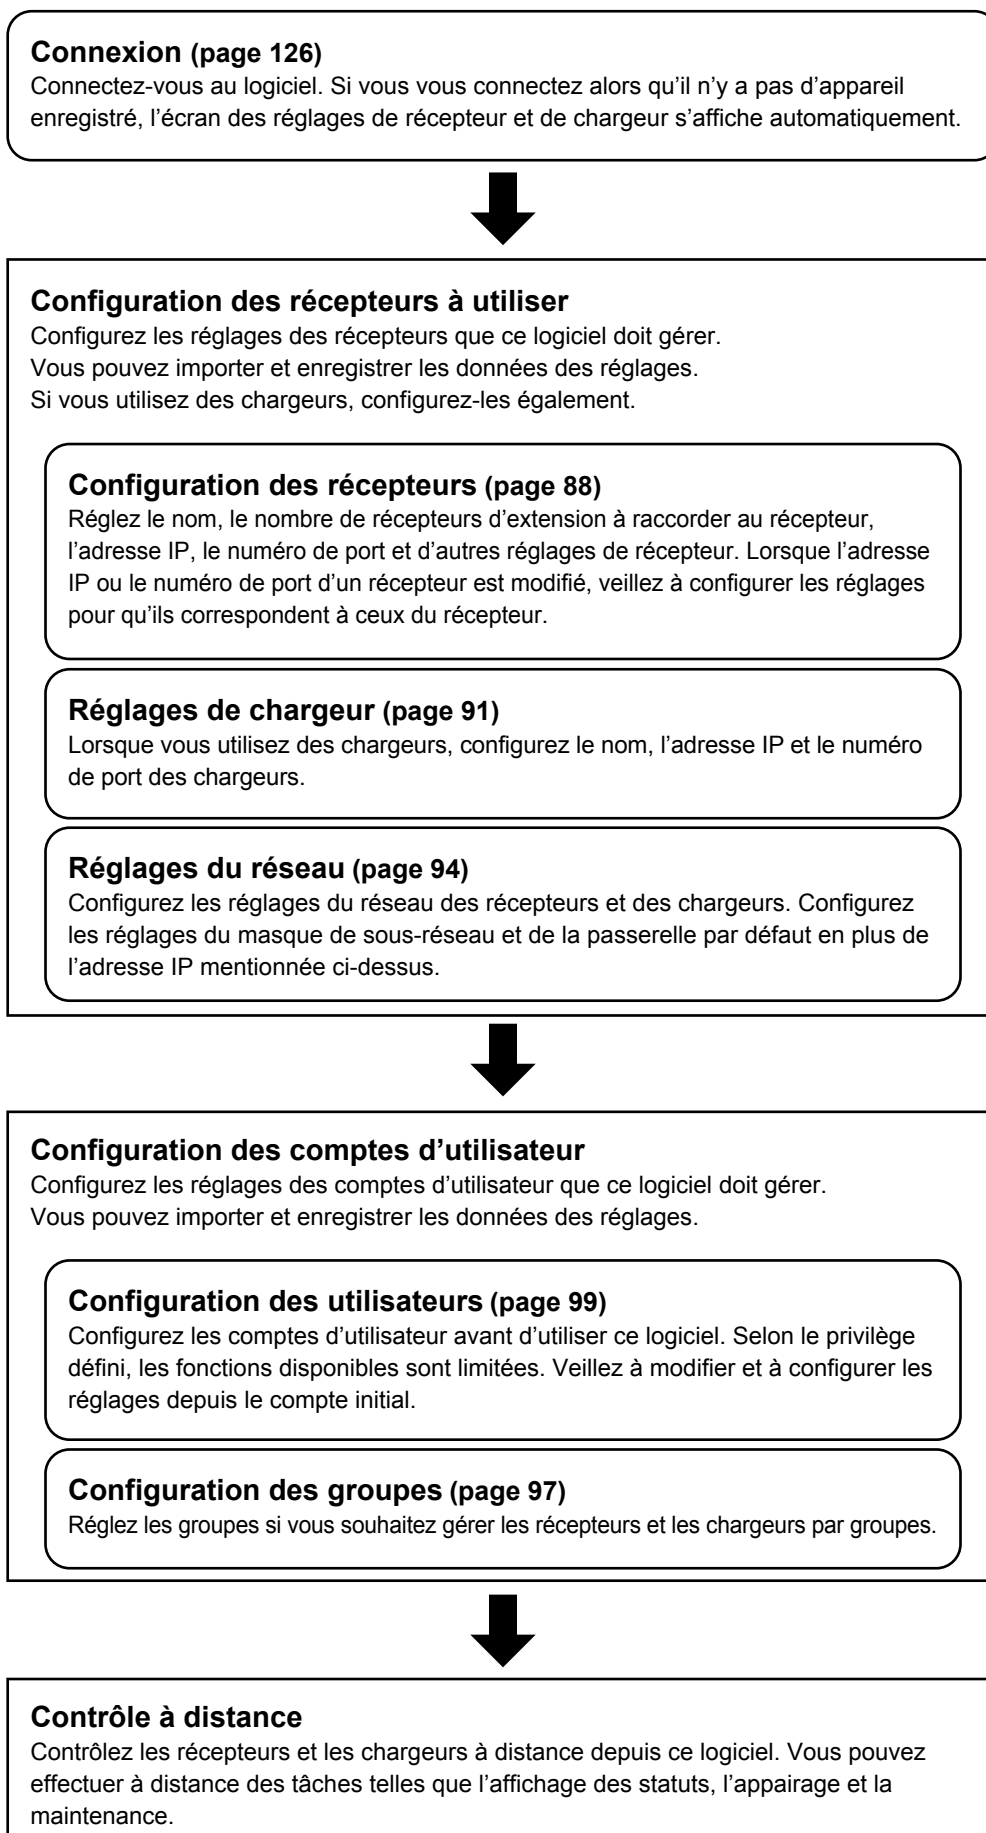 Connexion (page 126)
Connectez-vous au logiciel. Si vous vous connectez alors qu’il n’y a pas d’appareil
enregistré, l’écran des réglages de récepteur et de chargeur s’affiche automatiquement.
Configuration des récepteurs à utiliser
Configurez les réglages des récepteurs que ce logiciel doit gérer.
Vous pouvez importer et enregistrer les données des réglages.
Si vous utilisez des chargeurs, configurez-les également.
Configuration des récepteurs (page 88)
Réglez le nom, le nombre de récepteurs d’extension à raccorder au récepteur,
l’adresse IP, le numéro de port et d’autres réglages de récepteur. Lorsque l’adresse
IP ou le numéro de port d’un récepteur est modifié, veillez à configurer les réglages
pour qu’ils correspondent à ceux du récepteur.
Réglages de chargeur (page 91)
Lorsque vous utilisez des chargeurs, configurez le nom, l’adresse IP et le numéro
de port des chargeurs.
Réglages du réseau (page 94)
Configurez les réglages du réseau des récepteurs et des chargeurs. Configurez
les réglages du masque de sous-réseau et de la passerelle par défaut en plus de
l’adresse IP mentionnée ci-dessus.
Configuration des comptes d’utilisateur
Configurez les réglages des comptes d’utilisateur que ce logiciel doit gérer.
Vous pouvez importer et enregistrer les données des réglages.
Configuration des utilisateurs (page 99)
Configurez les comptes d’utilisateur avant d’utiliser ce logiciel. Selon le privilège
défini, les fonctions disponibles sont limitées. Veillez à modifier et à configurer les
réglages depuis le compte initial.
Configuration des groupes (page 97)
Réglez les groupes si vous souhaitez gérer les récepteurs et les chargeurs par groupes.
Contrôle à distance
Contrôlez les récepteurs et les chargeurs à distance depuis ce logiciel. Vous pouvez
effectuer à distance des tâches telles que l’affichage des statuts, l’appairage et la
maintenance.